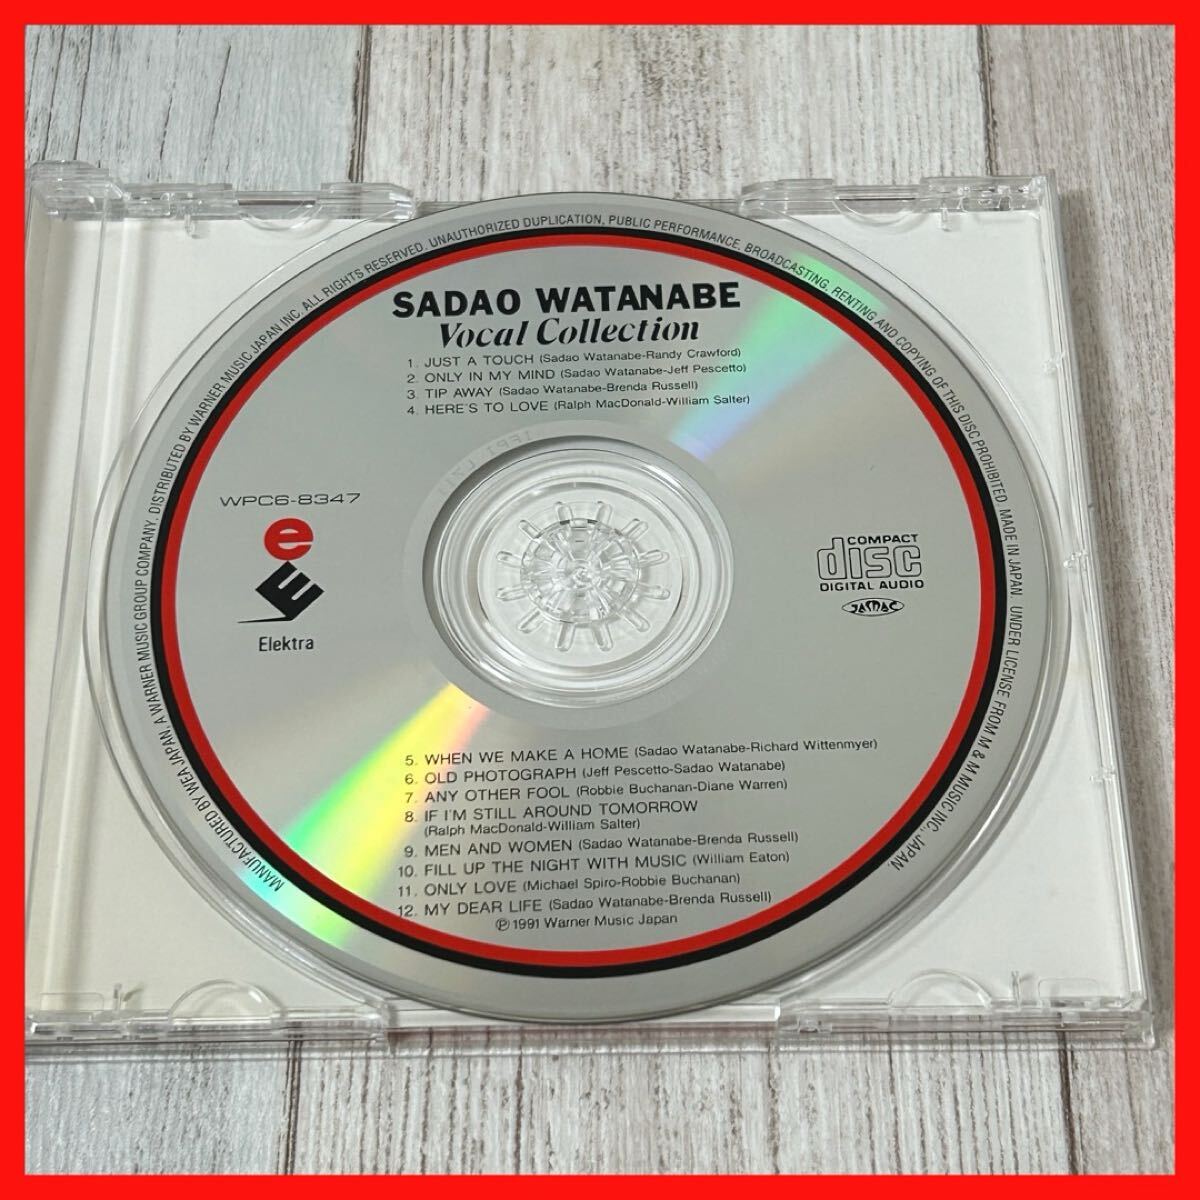 MANUFACTURED BY WEA JAPAN, A WARNER MUSIC GROUP COMPANY. DISTRIBUTED BY WARNER MUSIC JAPAN INC. ALL RIGHTS RESERVED. UNAUTHORIZED DUPLICATION, PUBLIC PERFORMANCE, BROADCASTING, RENTING AND COPYING OF THIS DISC PROHIBITED. MADE IN JAPAN. UNDER LICENSE FROM M & M MUSIC INC., JAPAN.
SADAO WATANABE
Vocal Collection
1. JUST A TOUCH (Sadao Watanabe-Randy Crawford)
2. ONLY IN MY MIND (Sadao Watanabe-Jeff Pescetto)
3. TIP AWAY (Sadao Watanabe-Brenda Russell)
4. HERE'S TO LOVE (Ralph MacDonald-William Salter)
WPC6-8347
e
Elektra
COMPACT
disc
DIGITAL AUDIO
JASRAC
5. WHEN WE MAKE A HOME (Sadao Watanabe-Richard Wittenmyer)
6. OLD PHOTOGRAPH (Jeff Pescetto-Sadao Watanabe)
7. ANY OTHER FOOL (Robbie Buchanan-Diane Warren)
8. IF I'M STILL AROUND TOMORROW
(Ralph MacDonald-William Salter)
9. MEN AND WOMEN (Sadao Watanabe-Brenda Russell)
10. FILL UP THE NIGHT WITH MUSIC (William Eaton)
11. ONLY LOVE (Michael Spiro-Robbie Buchanan)
12. MY DEAR LIFE (Sadao Watanabe-Brenda Russell)
℗ 1991 Warner Music Japan